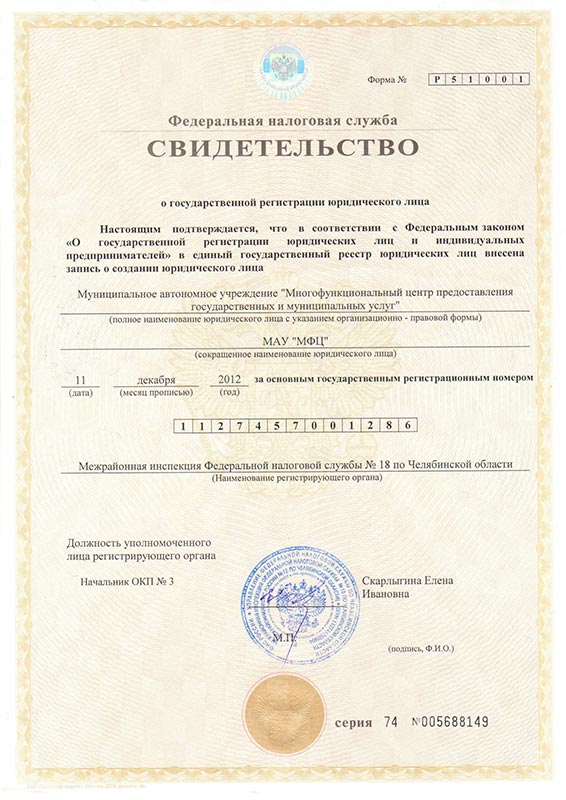 Форма № Р 5 1 0 0 1
Федеральная налоговая служба
СВИДЕТЕЛЬСТВО
о государственной регистрации юридического лица
Настоящим подтверждается, что в соответствии с Федеральным законом
«О государственной регистрации юридических лиц и индивидуальных
предпринимателей» в единый государственный реестр юридических лиц внесена
запись о создании юридического лица
Муниципальное автономное учреждение "Многофункциональный центр предоставления
государственных и муниципальных услуг"
(полное наименование юридического лица с указанием организационно - правовой формы)
МАУ "МФЦ"
(сокращенное наименование юридического лица)
11 декабря 2012 за основным государственным регистрационным номером
(дата) (месяц прописью) (год)
1 1 2 7 4 5 7 0 0 1 2 8 6
Межрайонная инспекция Федеральной налоговой службы № 18 по Челябинской области
(Наименование регистрирующего органа)
Должность уполномоченного
лица регистрирующего органа
Начальник ОКП № 3
Скарлыгина Елена
Ивановна
М.П.
(подпись, Ф.И.О.)
серия 74 №005688149